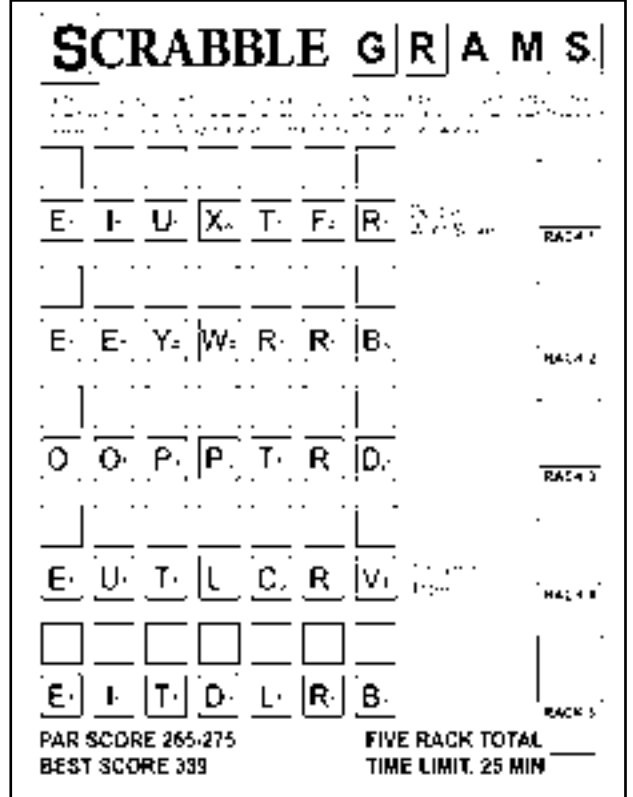 SCRABBLE GRAMS
E I U X T F R
RACK 1
E E Y W R R B
RACK 2
O O P P T R D
RACK 3
E U T L C R V
RACK 4
E I T D L R B
RACK 5
PAR SCORE 265-275
BEST SCORE 339
FIVE RACK TOTAL
TIME LIMIT. 25 MIN